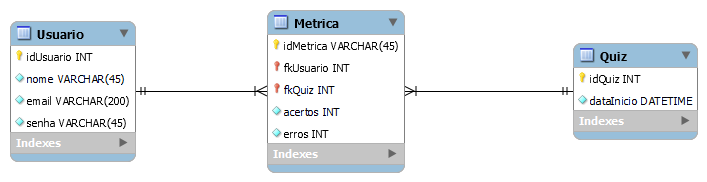 Usuario
idUsuario INT
nome VARCHAR(45)
email VARCHAR(200)
senha VARCHAR(45)
Indexes
Metrica
idMetrica VARCHAR(45)
fkUsuario INT
fkQuiz INT
acertos INT
erros INT
Indexes
Quiz
idQuiz INT
dataInicio DATETIME
Indexes